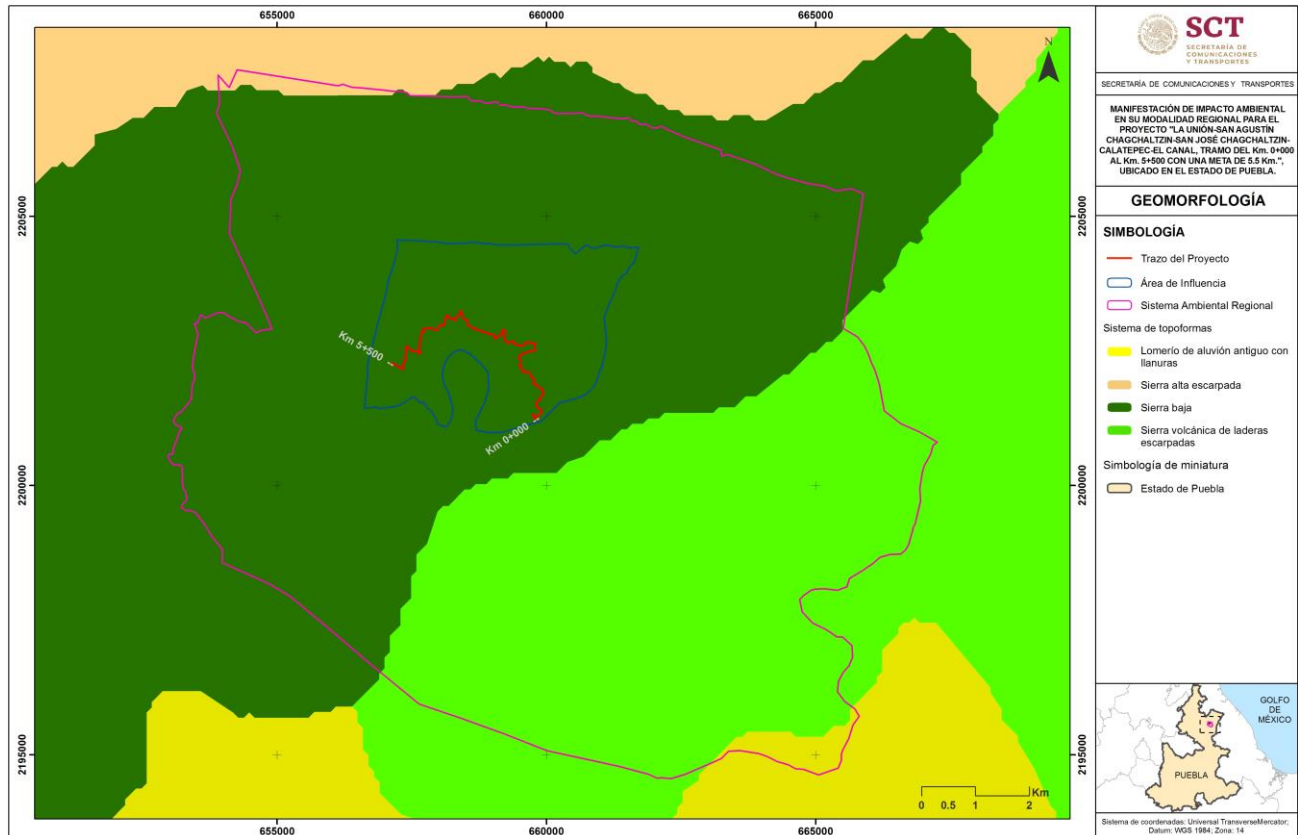 655000
660000
665000
2205000
2200000
2195000
2205000
2200000
2195000
655000
660000
665000
Km 5+500
Km 0+000
Km
0 0.5 1 2
N
SCT
SECRETARÍA DE
COMUNICACIONES
Y TRANSPORTES
SECRETARÍA DE COMUNICACIONES Y TRANSPORTES
MANIFESTACIÓN DE IMPACTO AMBIENTAL
EN SU MODALIDAD REGIONAL PARA EL
PROYECTO "LA UNIÓN-SAN AGUSTÍN
CHAGCHALTZIN-SAN JOSÉ CHAGCHALTZIN-
CALATEPEC-EL CANAL, TRAMO DEL Km. 0+000
AL Km. 5+500 CON UNA META DE 5.5 Km.",
UBICADO EN EL ESTADO DE PUEBLA.
GEOMORFOLOGÍA
SIMBOLOGÍA
Trazo del Proyecto
Área de Influencia
Sistema Ambiental Regional
Sistema de topoformas
Lomerío de aluvión antiguo con
llanuras
Sierra alta escarpada
Sierra baja
Sierra volcánica de laderas
escarpadas
Simbología de miniatura
Estado de Puebla
GOLFO
DE
MÉXICO
PUEBLA
Sistema de coordenadas: Universal TransverseMercator;
Datum: WGS 1984; Zona: 14